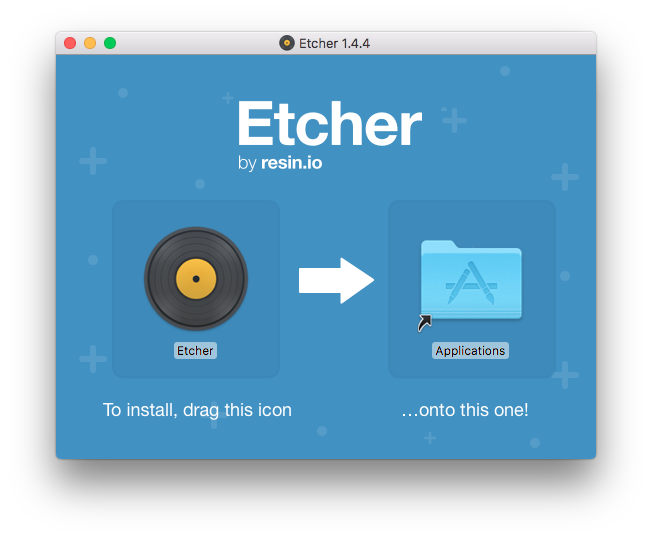 Etcher 1.4.4
Etcher
by resin.io
Etcher
Applications
To install, drag this icon
...onto this one!